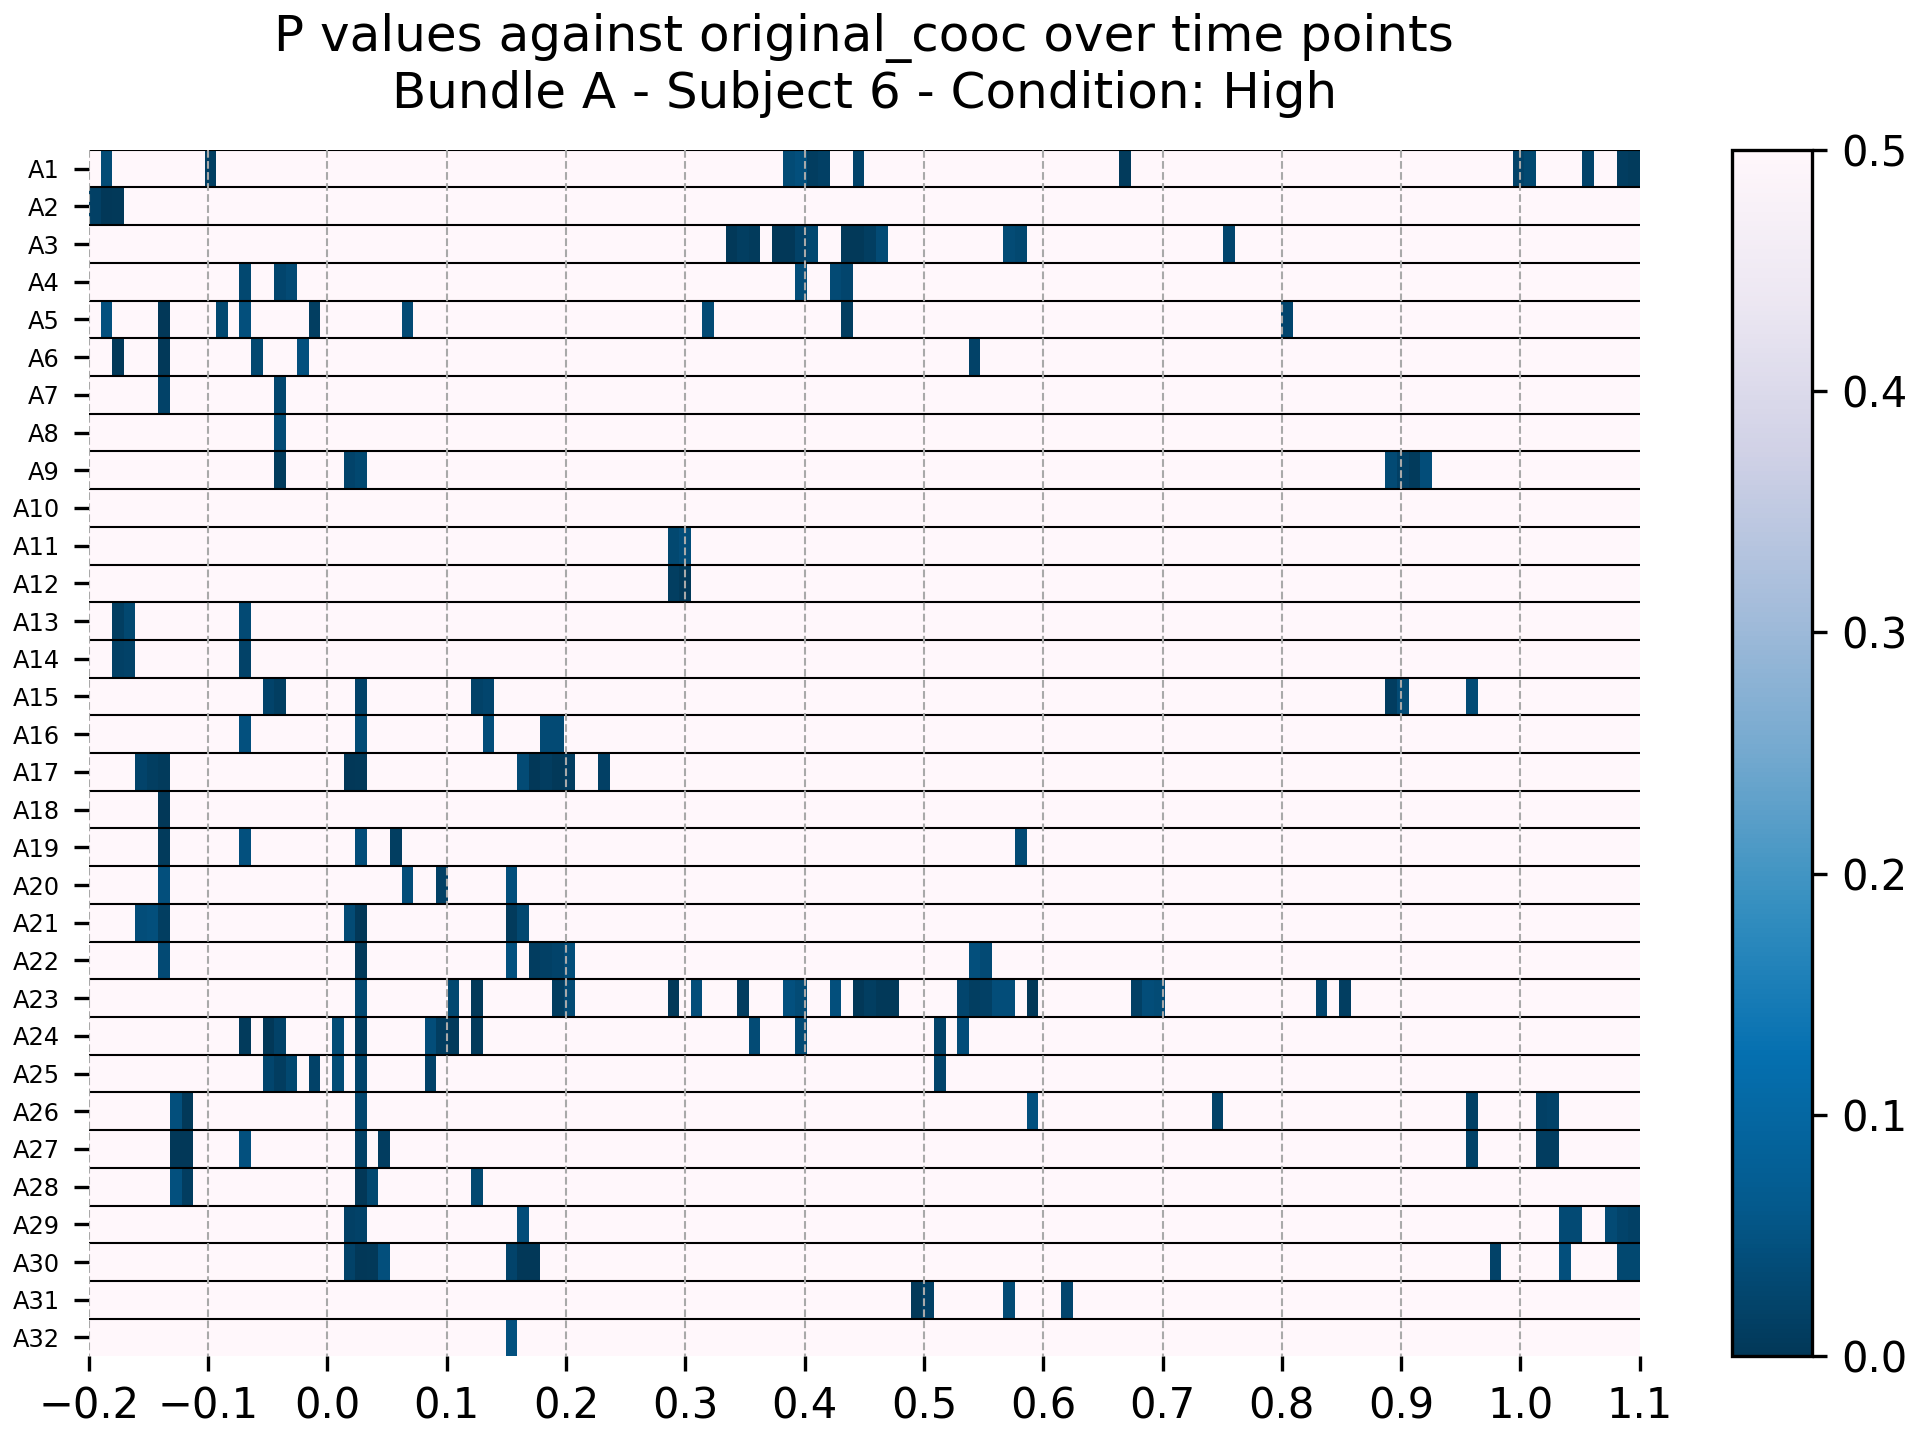 P values against original_cooc over time points
Bundle A - Subject 6 - Condition: High
A1
A2
A3
A4
A5
A6
A7
A8
A9
A10
A11
A12
A13
A14
A15
A16
A17
A18
A19
A20
A21
A22
A23
A24
A25
A26
A27
A28
A29
A30
A31
A32
−0.2 −0.1 0.0 0.1 0.2 0.3 0.4 0.5 0.6 0.7 0.8 0.9 1.0 1.1
0.5
0.4
0.3
0.2
0.1
0.0